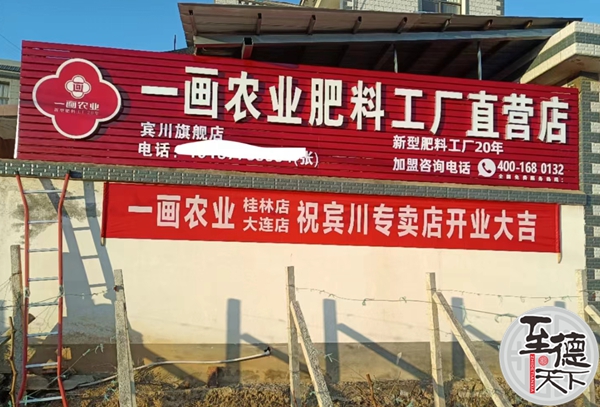 一画农业肥料工厂直营店
一画农业
宾川旗舰店
新型肥料工厂20年
电话:
(张)
加盟咨询电话
400-168 0132
一画农业 桂林店 大连店 祝宾川专卖店开业大吉
至德天下